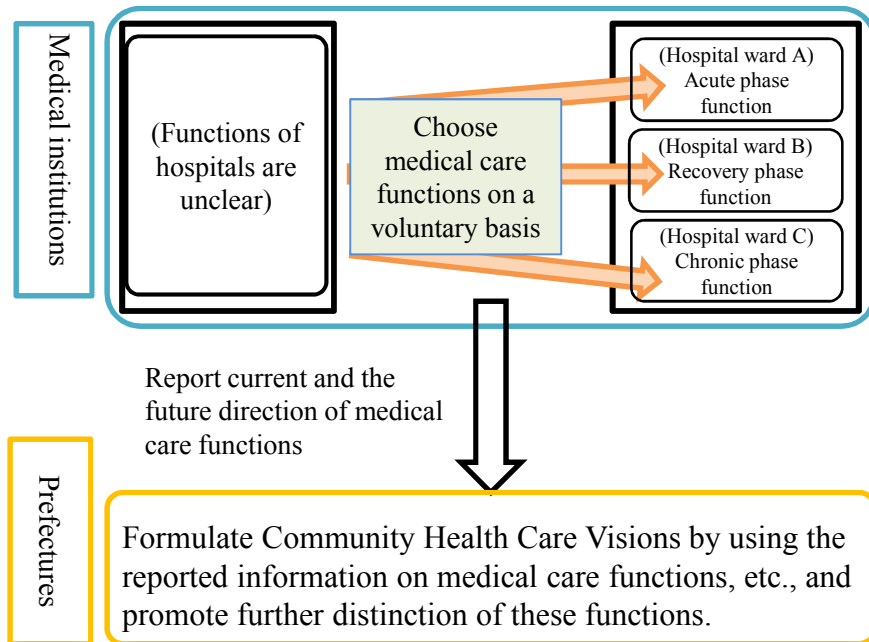 Medical institutions
(Functions of
hospitals are
unclear)
Choose
medical care
functions on a
voluntary basis
(Hospital ward A)
Acute phase
function
(Hospital ward B)
Recovery phase
function
(Hospital ward C)
Chronic phase
function
Report current and the
future direction of medical
care functions
Prefectures
Formulate Community Health Care Visions by using the
reported information on medical care functions, etc., and
promote further distinction of these functions.